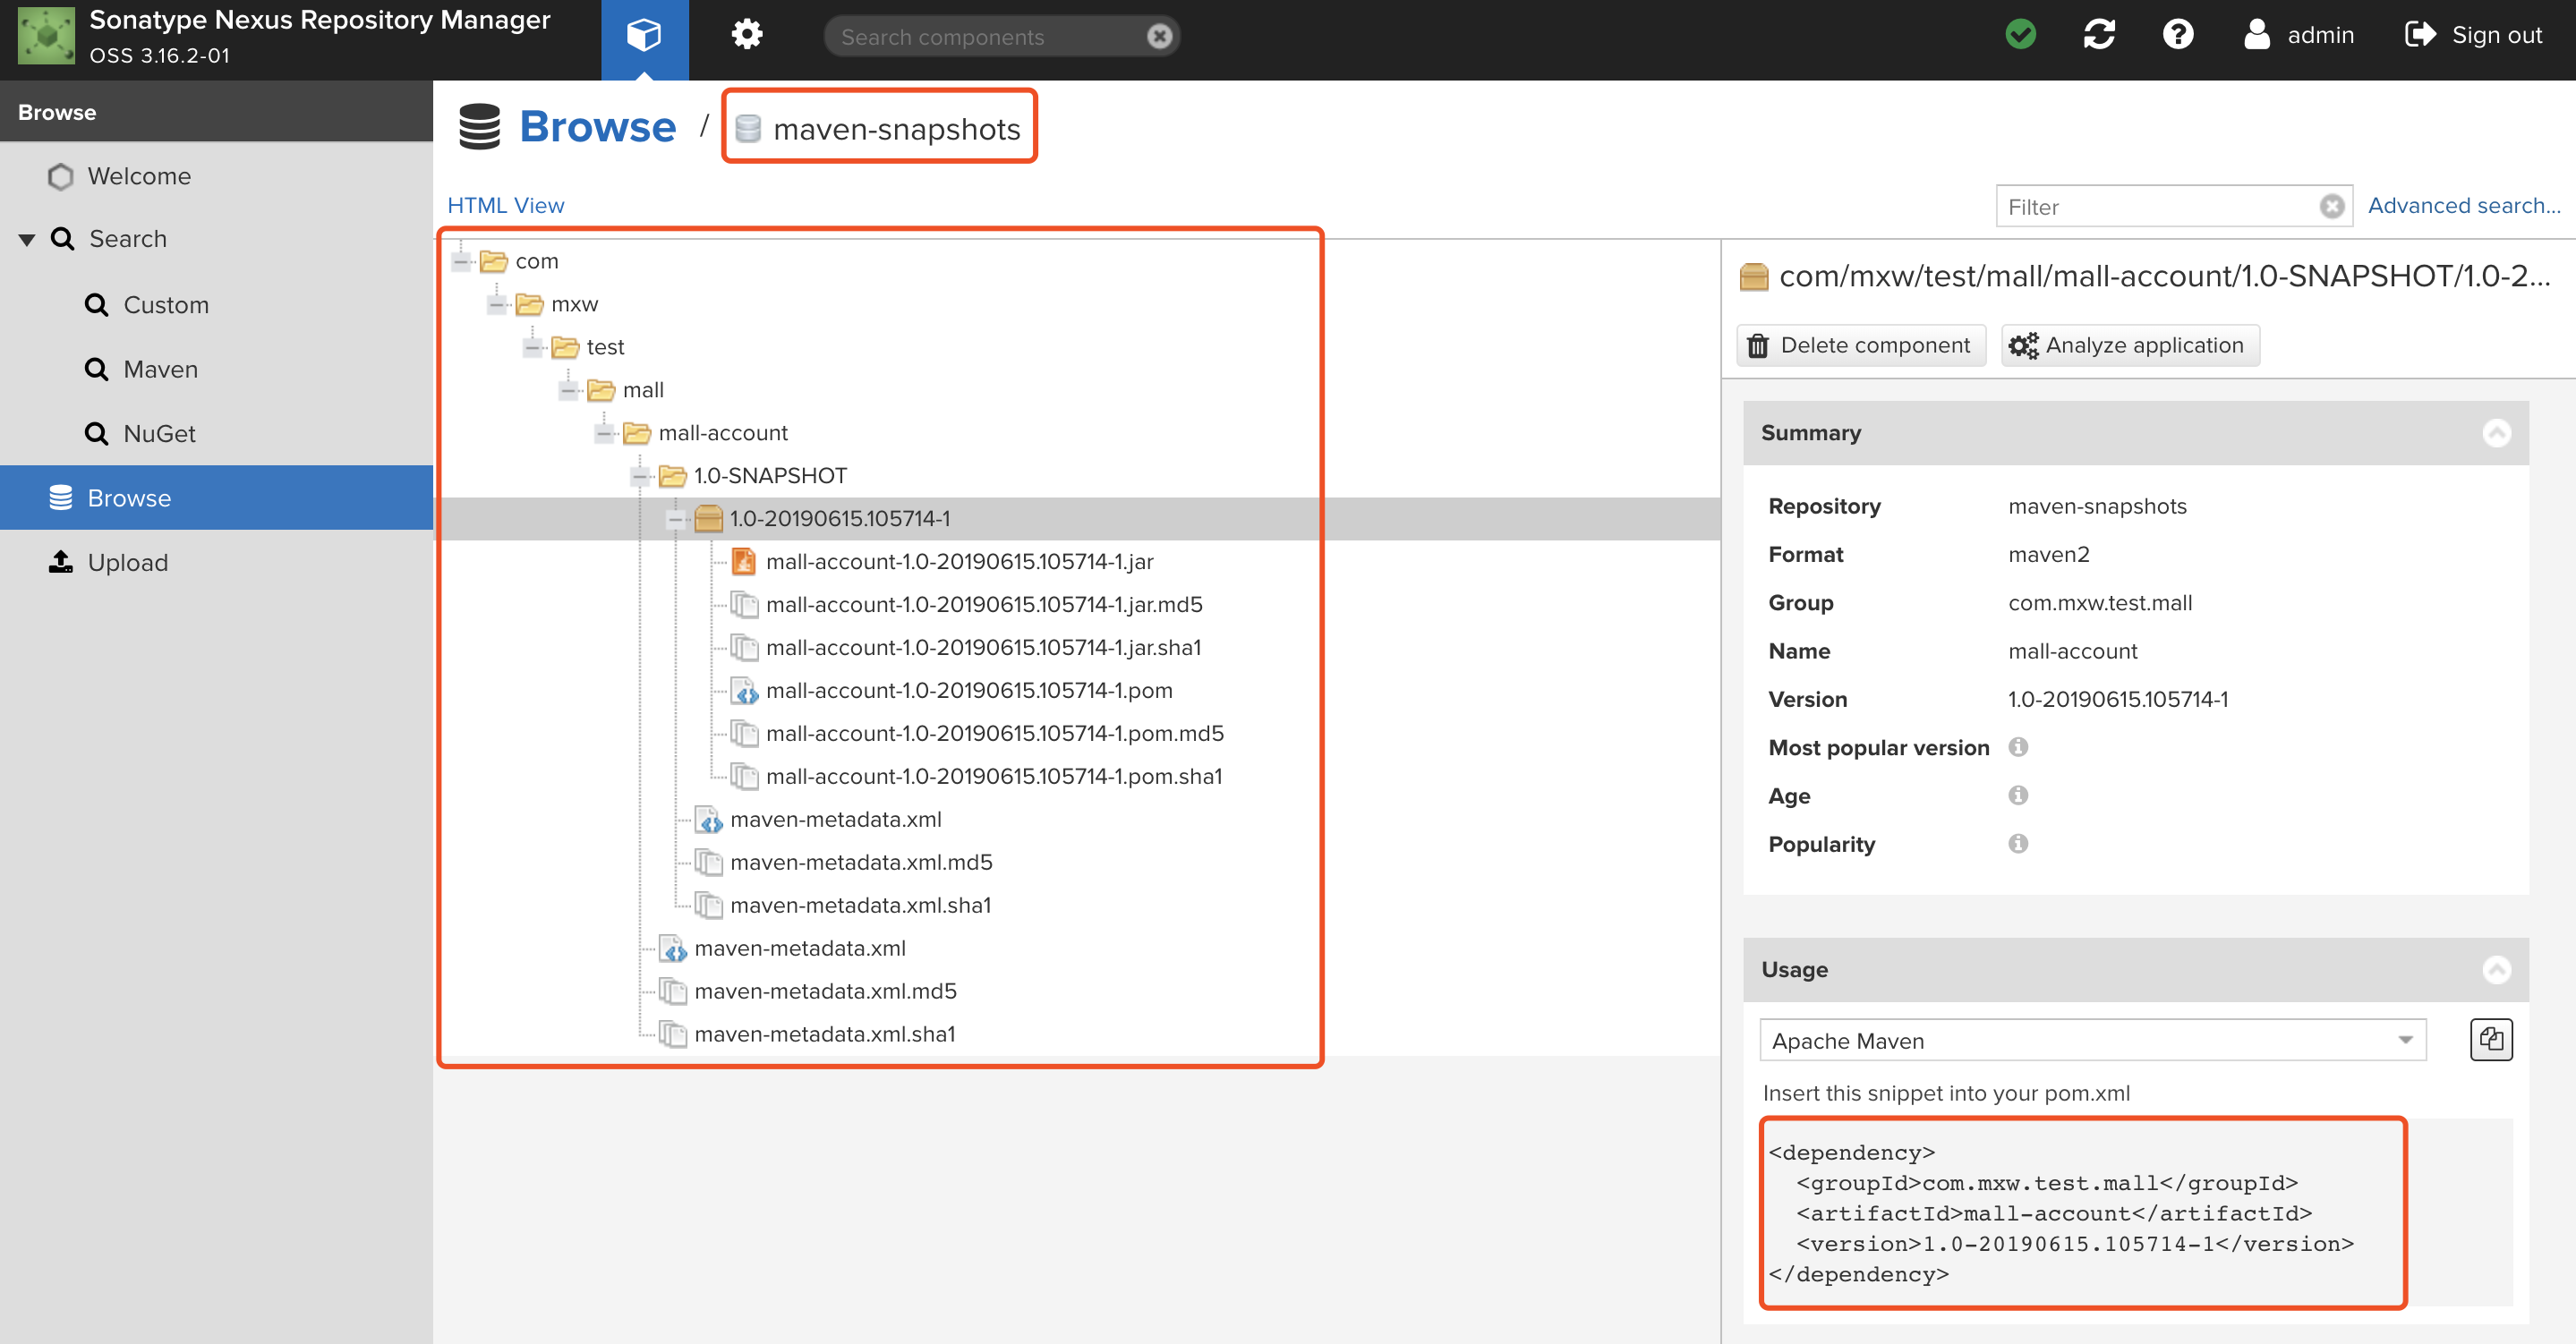 Sonatype Nexus Repository Manager
OSS 3.16.2-01
Search components
admin
Sign out
Browse
Welcome
Search
Custom
Maven
NuGet
Browse
Upload
Browse / maven-snapshots
HTML View
Filter
Advanced search...
com
mxw
test
mall
mall-account
1.0-SNAPSHOT
1.0-20190615.105714-1
mall-account-1.0-20190615.105714-1.jar
mall-account-1.0-20190615.105714-1.jar.md5
mall-account-1.0-20190615.105714-1.jar.sha1
mall-account-1.0-20190615.105714-1.pom
mall-account-1.0-20190615.105714-1.pom.md5
mall-account-1.0-20190615.105714-1.pom.sha1
maven-metadata.xml
maven-metadata.xml.md5
maven-metadata.xml.sha1
maven-metadata.xml
maven-metadata.xml.md5
maven-metadata.xml.sha1
com/mxw/test/mall/mall-account/1.0-SNAPSHOT/1.0-2...
Delete component
Analyze application
Summary
Repository maven-snapshots
Format maven2
Group com.mxw.test.mall
Name mall-account
Version 1.0-20190615.105714-1
Most popular version
Age
Popularity
Usage
Apache Maven
Insert this snippet into your pom.xml
<dependency>
  <groupId>com.mxw.test.mall</groupId>
  <artifactId>mall-account</artifactId>
  <version>1.0-20190615.105714-1</version>
</dependency>